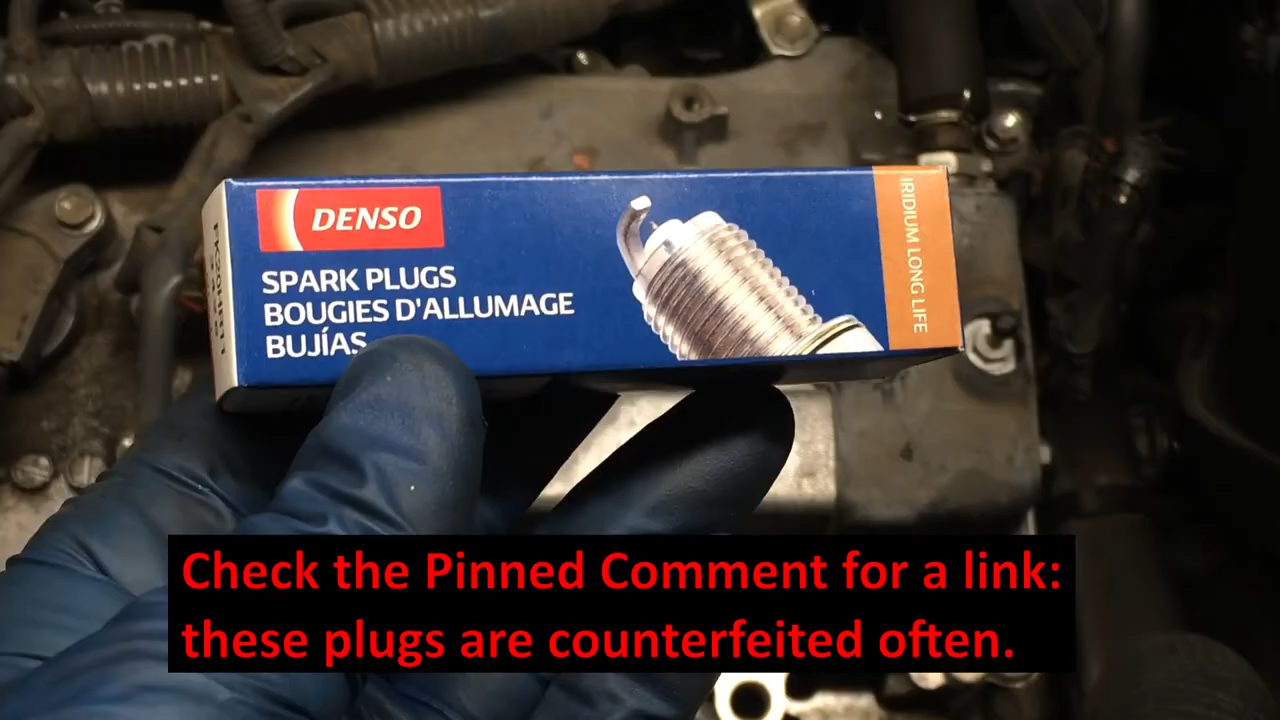 DENSO
SPARK PLUGS
BOUGIES D'ALLUMAGE
BUJÍAS
IRIDIUM LONG LIFE
Check the Pinned Comment for a link:
these plugs are counterfeited often.